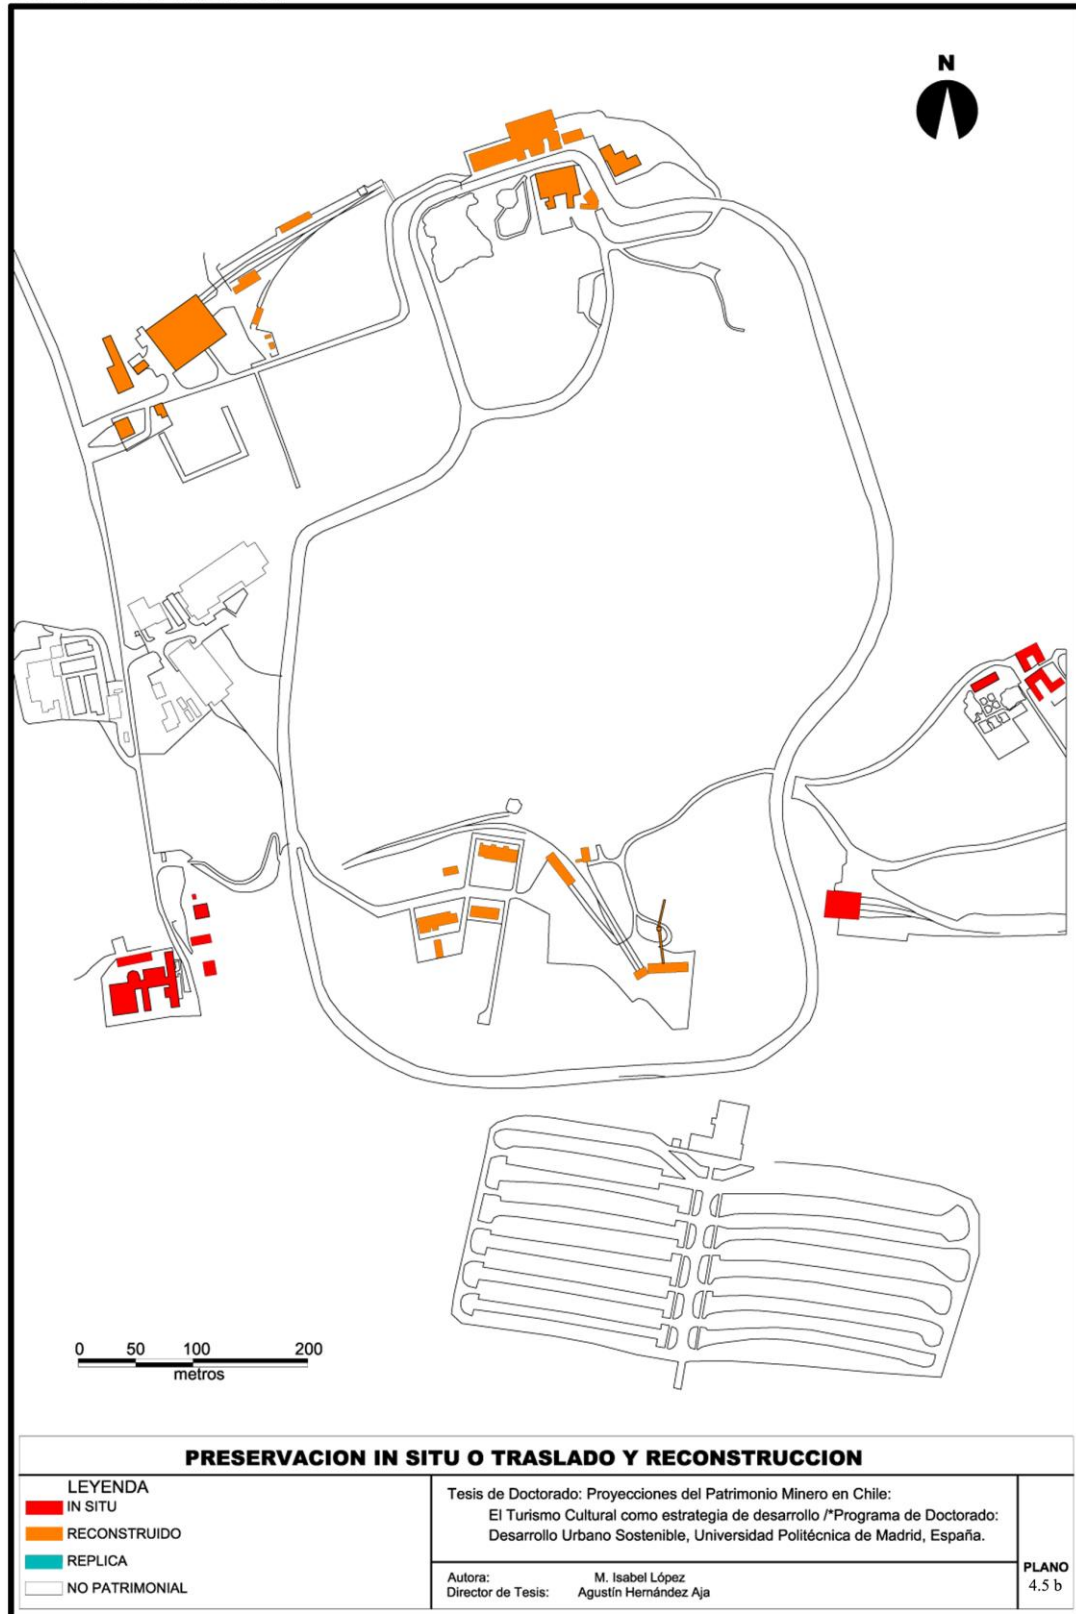 N
0 50 100 200
metros
PRESERVACION IN SITU O TRASLADO Y RECONSTRUCCION
LEYENDA
IN SITU
RECONSTRUIDO
REPLICA
NO PATRIMONIAL
Tesis de Doctorado: Proyecciones del Patrimonio Minero en Chile:
El Turismo Cultural como estrategia de desarrollo /*Programa de Doctorado:
Desarrollo Urbano Sostenible, Universidad Politécnica de Madrid, España.
Autora: M. Isabel López
Director de Tesis: Agustín Hernández Aja
PLANO
4.5 b